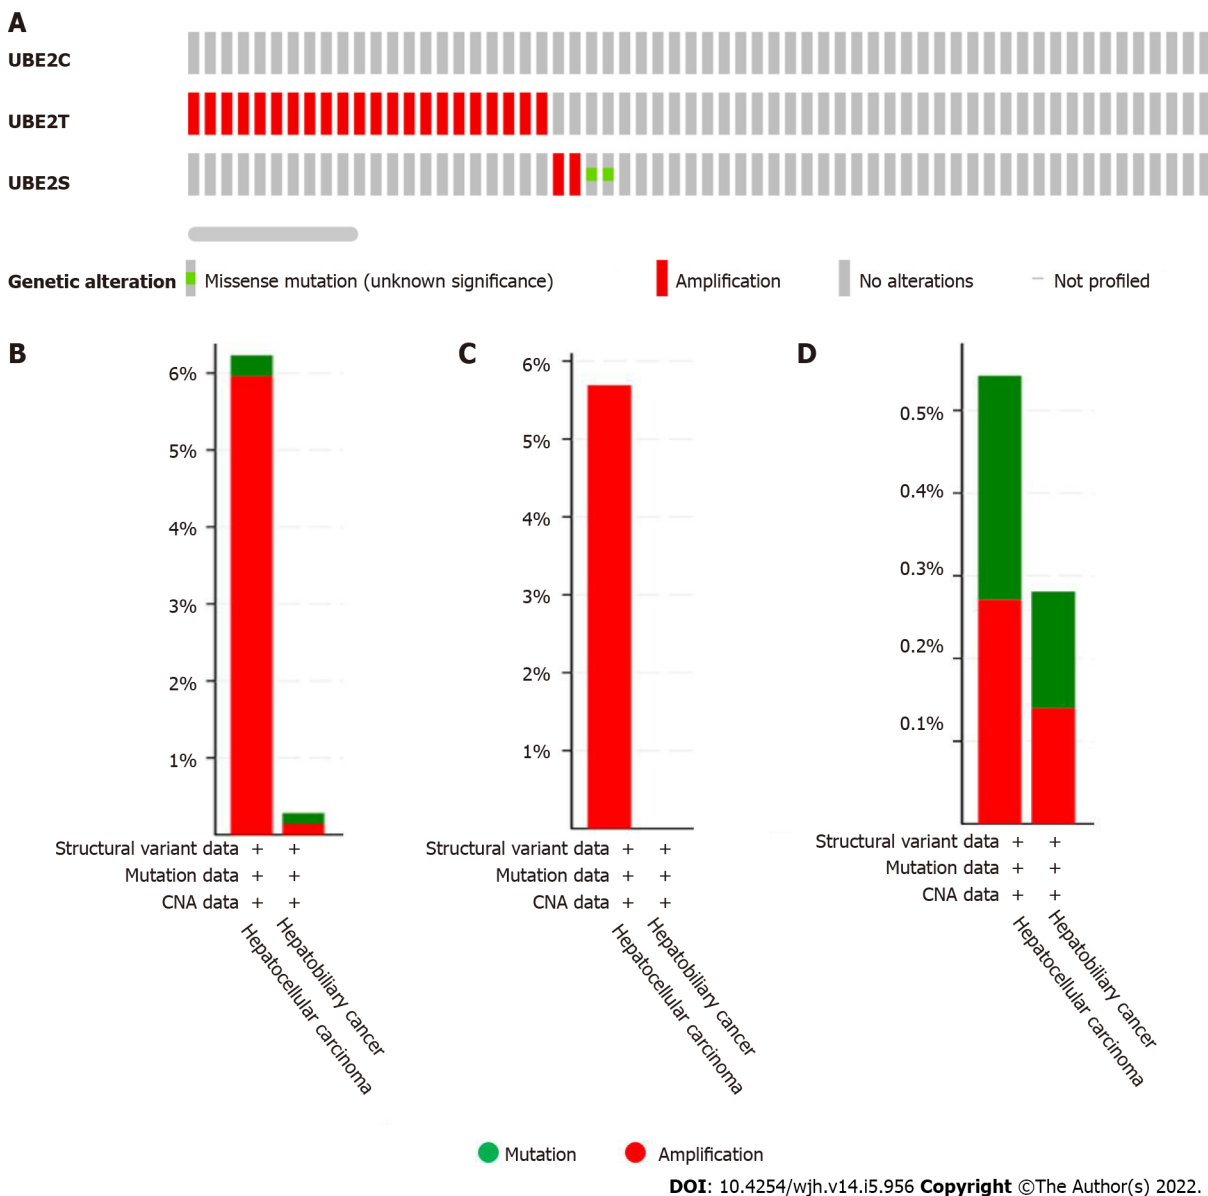 A
UBE2C
UBE2T
UBE2S
Genetic alteration Missense mutation (unknown significance) Amplification No alterations Not profiled
B
6%
5%
4%
3%
2%
1%
Structural variant data + +
Mutation data + +
CNA data + +
Hepatocellular carcinoma
Hepatobiliary cancer
C
6%
5%
4%
3%
2%
1%
Structural variant data + +
Mutation data + +
CNA data + +
Hepatocellular carcinoma
Hepatobiliary cancer
D
0.5%
0.4%
0.3%
0.2%
0.1%
Structural variant data + +
Mutation data + +
CNA data + +
Hepatocellular carcinoma
Hepatobiliary cancer
Mutation Amplification
DOI: 10.4254/wjh.v14.i5.956 Copyright ©The Author(s) 2022.